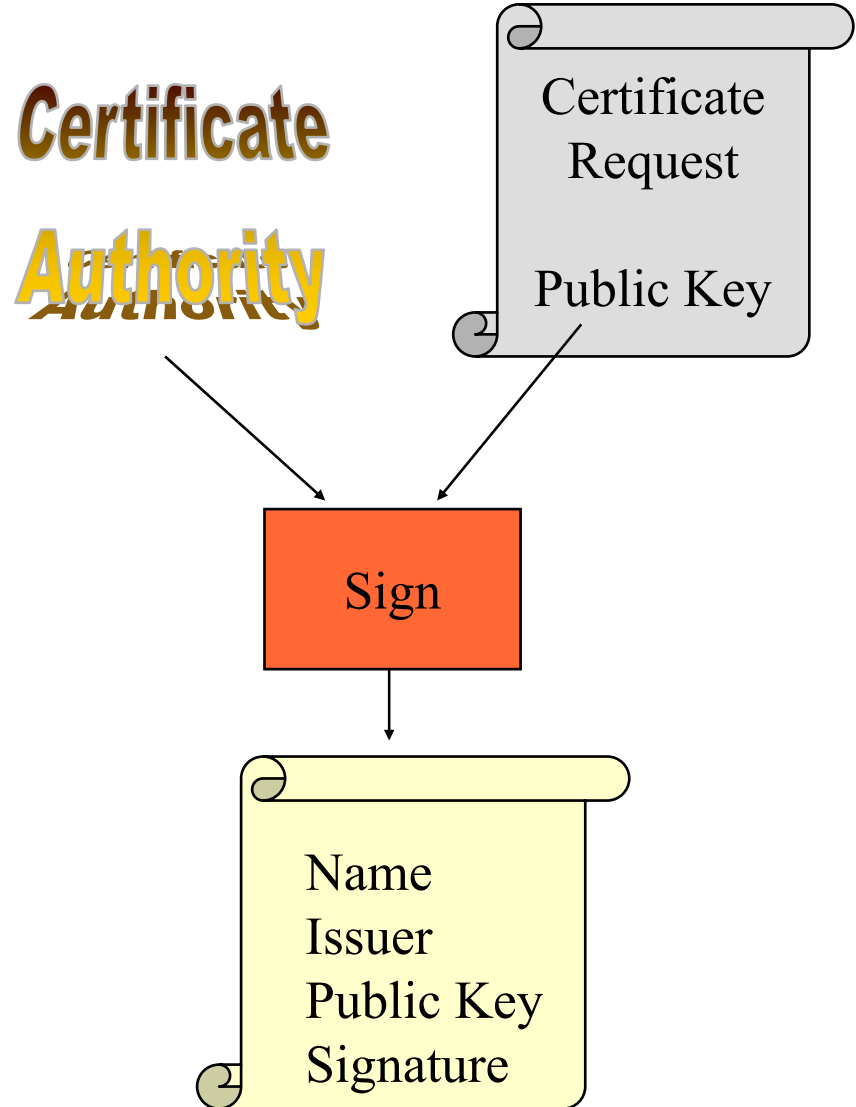 Certificate
Authority
Certificate
Request
Public Key
Sign
Name
Issuer
Public Key
Signature